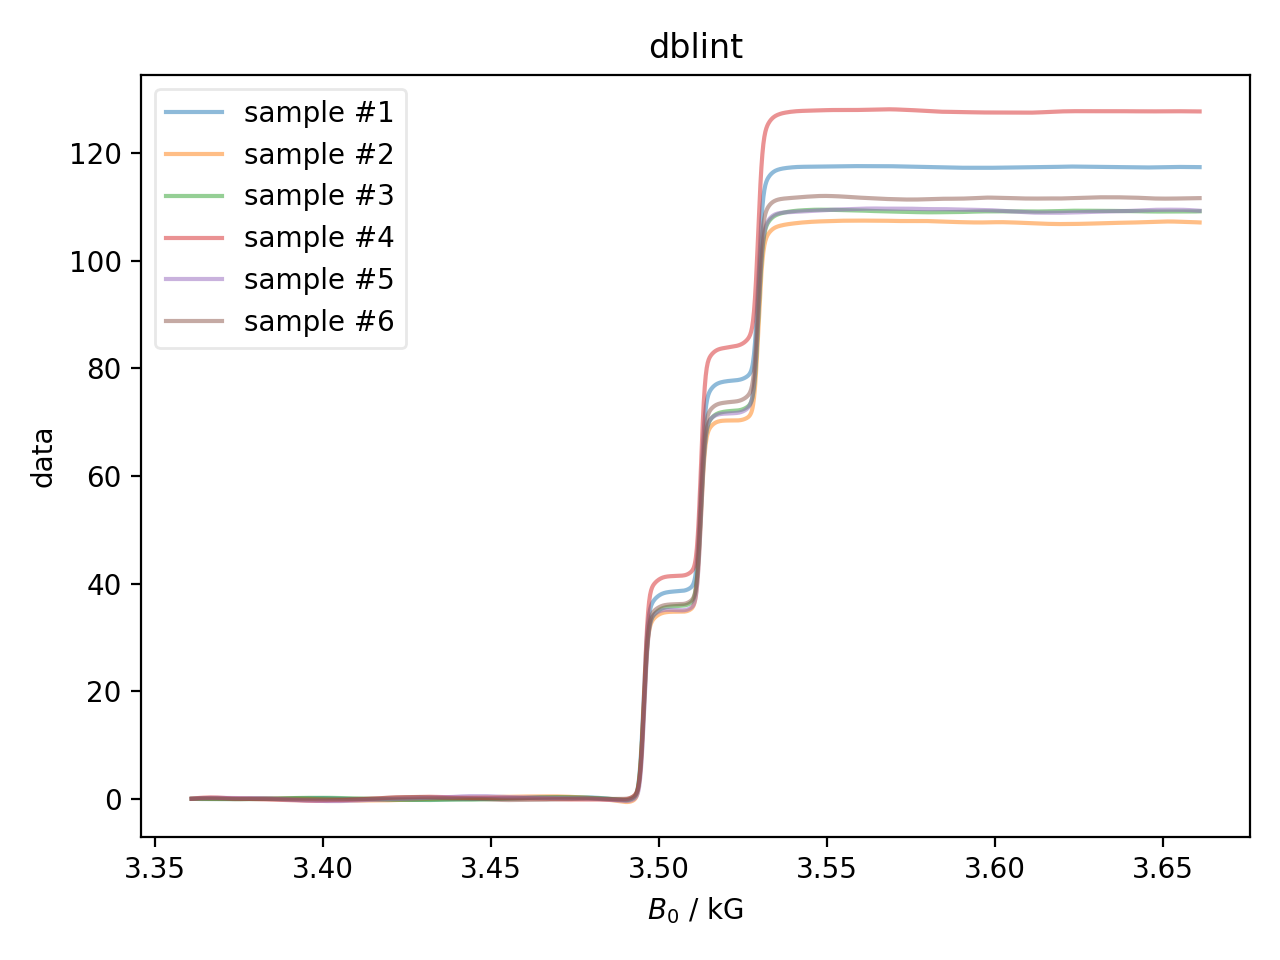 dblint
sample #1
sample #2
sample #3
sample #4
sample #5
sample #6
120
100
80
60
40
20
0
data
3.35 3.40 3.45 3.50 3.55 3.60 3.65
B₀ / kG